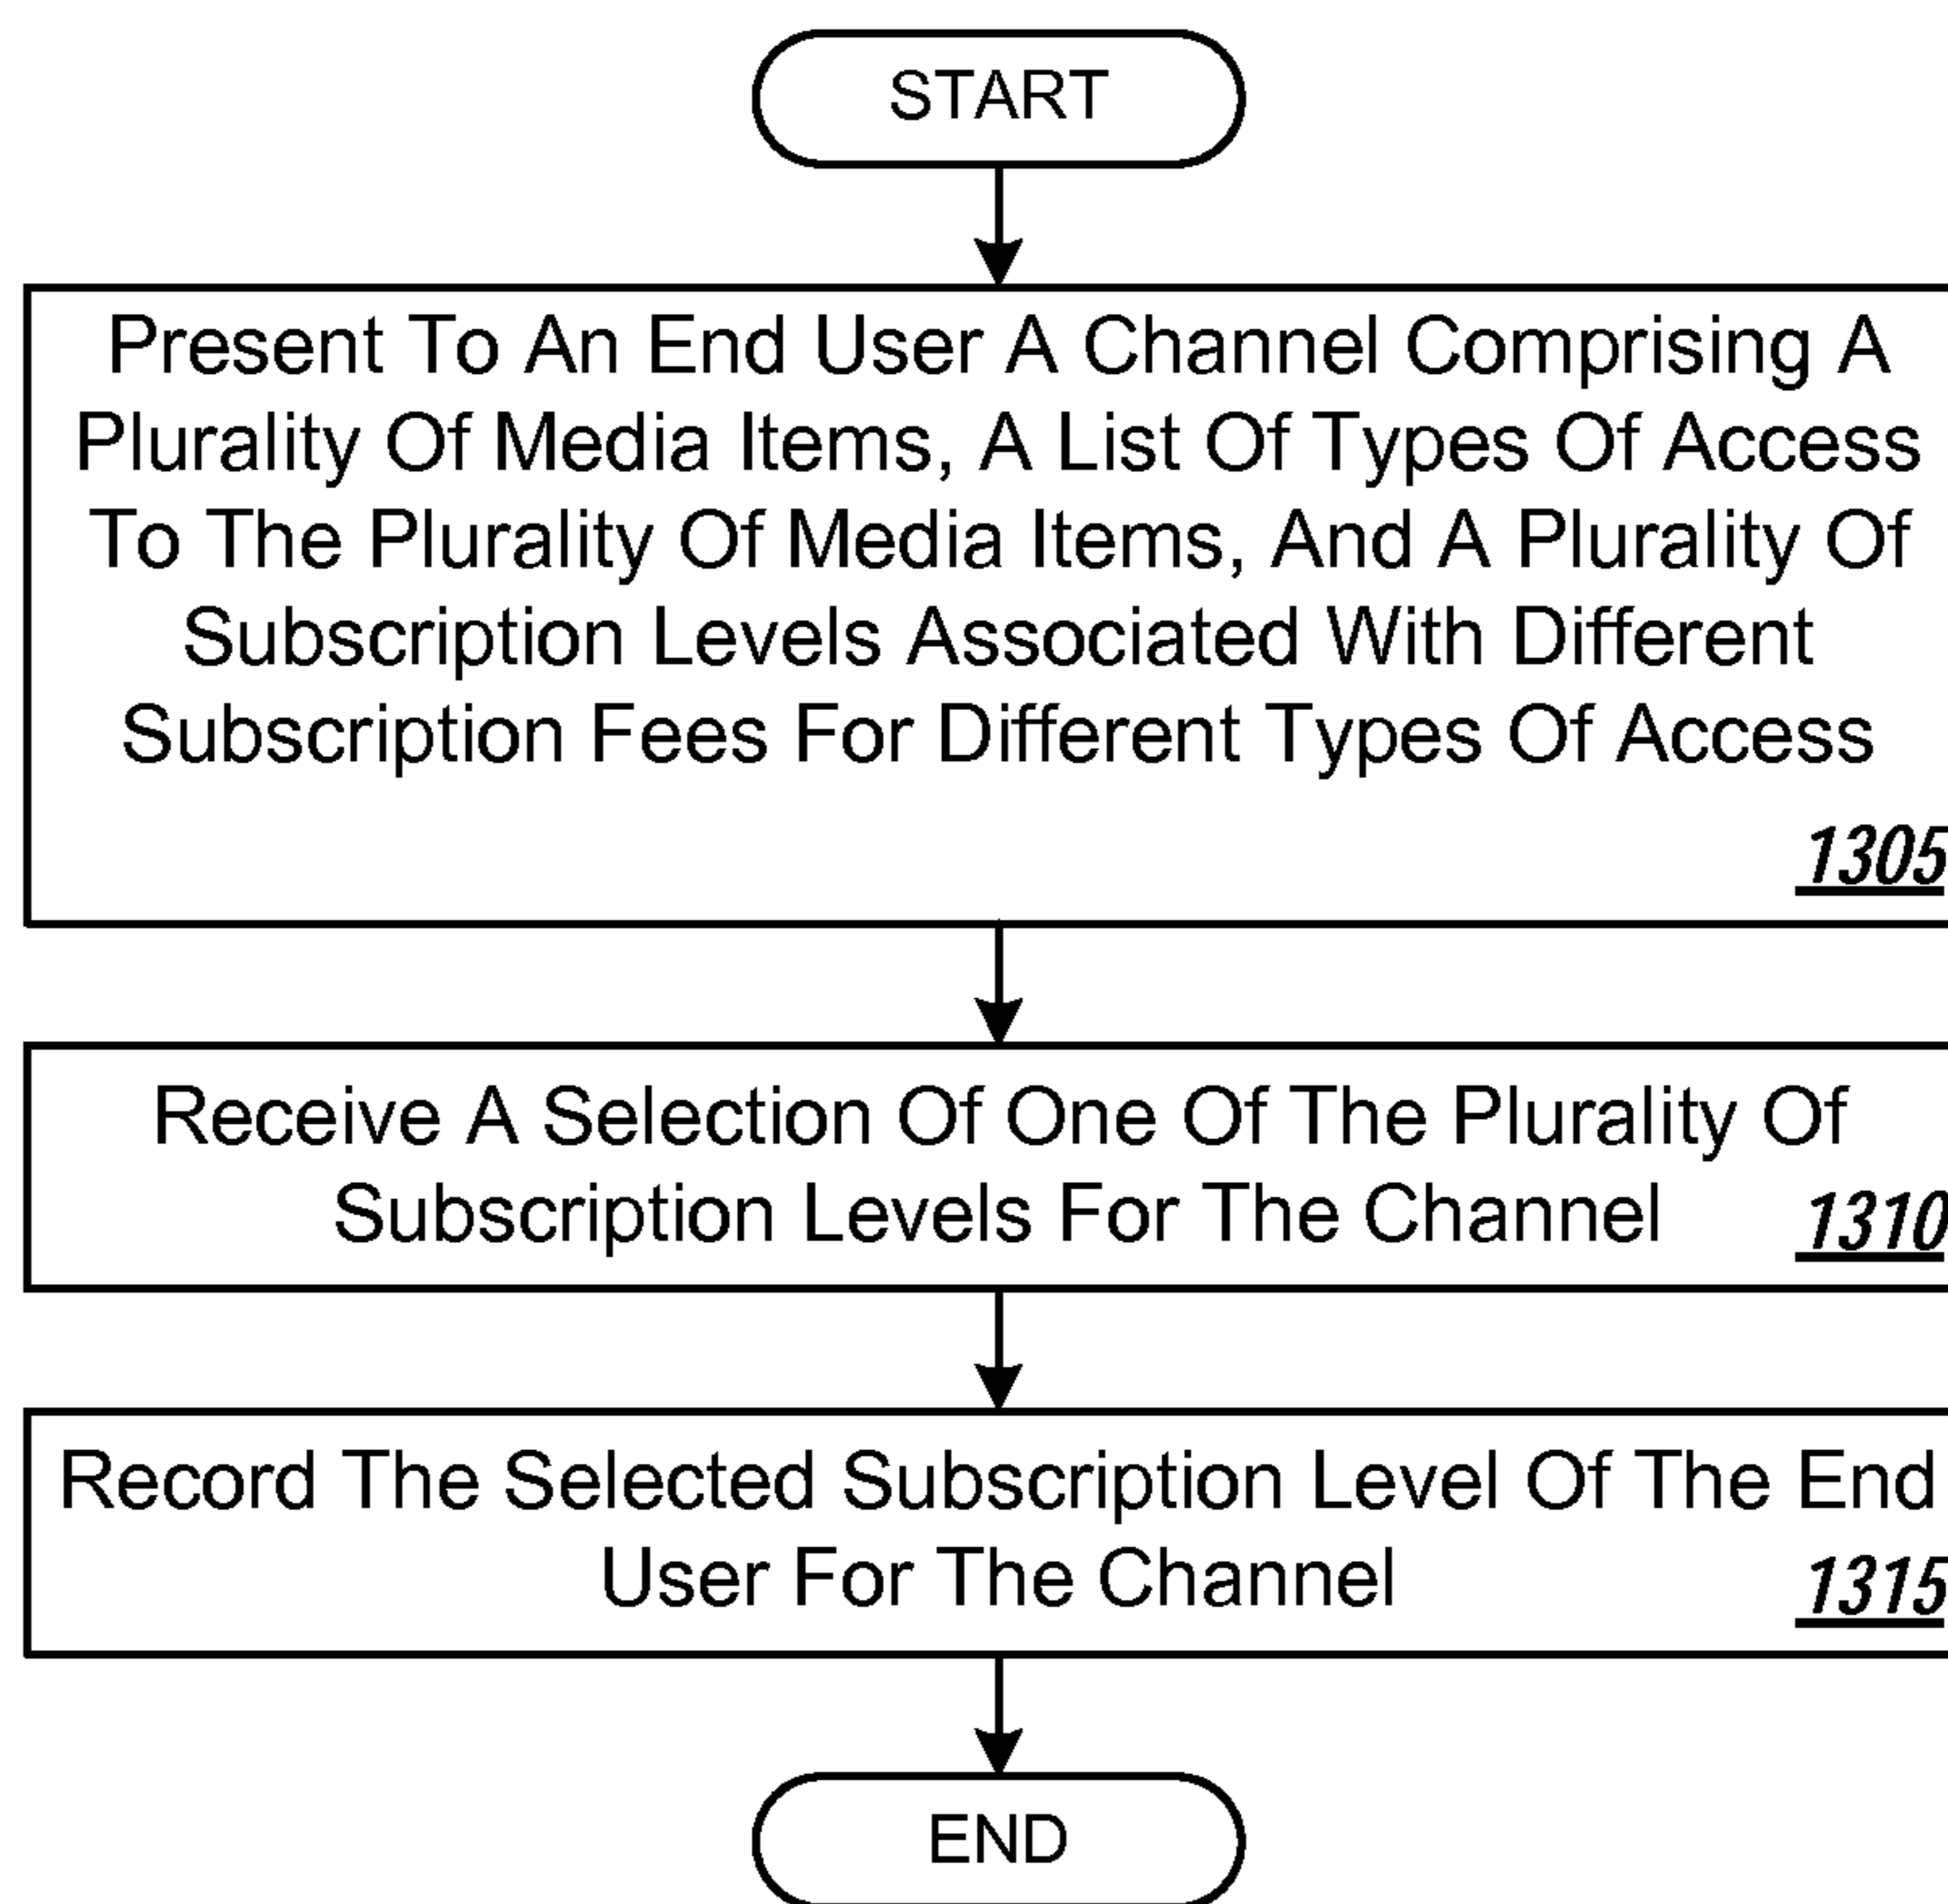 START
Present To An End User A Channel Comprising A
Plurality Of Media Items, A List Of Types Of Access
To The Plurality Of Media Items, And A Plurality Of
Subscription Levels Associated With Different
Subscription Fees For Different Types Of Access
1305
Receive A Selection Of One Of The Plurality Of
Subscription Levels For The Channel 1310
Record The Selected Subscription Level Of The End
User For The Channel 1315
END